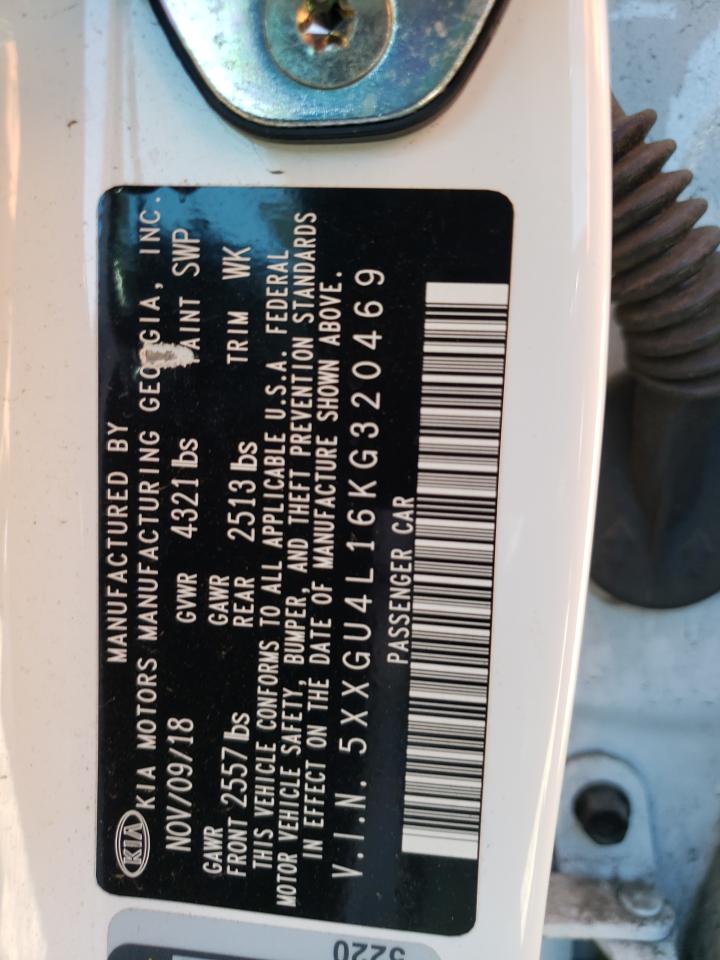 MANUFACTURED BY
KIA KIA MOTORS MANUFACTURING GEORGIA, INC.
NOV/09/18 GVWR 4321 lbs PAINT SWP
GAWR FRONT 2557 lbs GAWR REAR 2513 lbs TRIM WK
THIS VEHICLE CONFORMS TO ALL APPLICABLE U.S.A. FEDERAL
MOTOR VEHICLE SAFETY, BUMPER, AND THEFT PREVENTION STANDARDS
IN EFFECT ON THE DATE OF MANUFACTURE SHOWN ABOVE.
V.I.N. 5XXGU4L16KG320469
PASSENGER CAR
5220